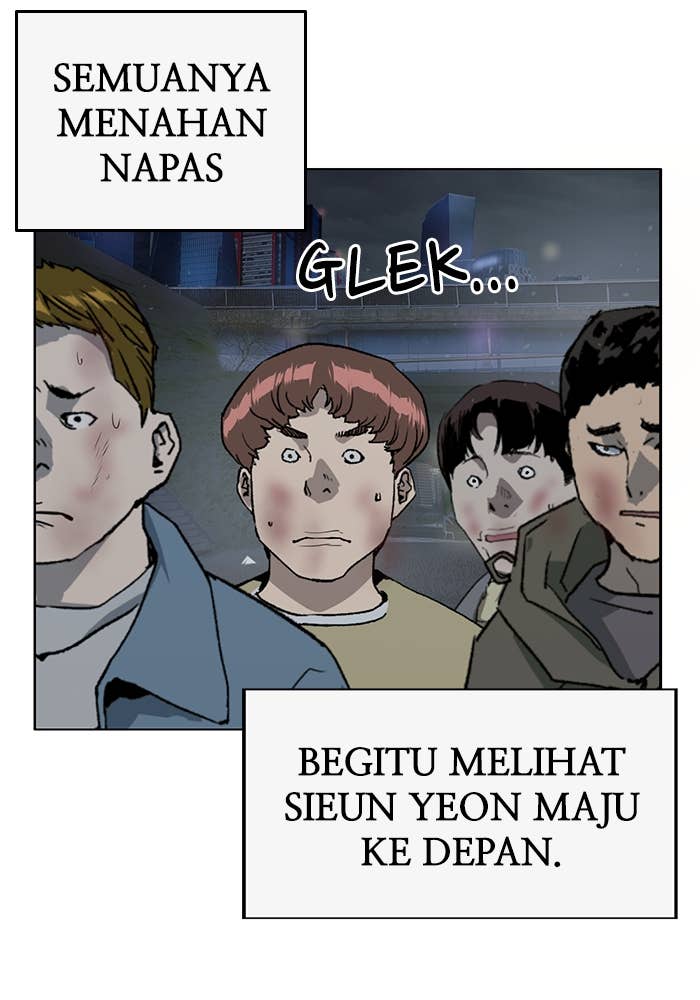 SEMUANYA
MENAHAN
NAPAS
GLEK...
BEGITU MELIHAT
SIEUN YEON MAJU
KE DEPAN.